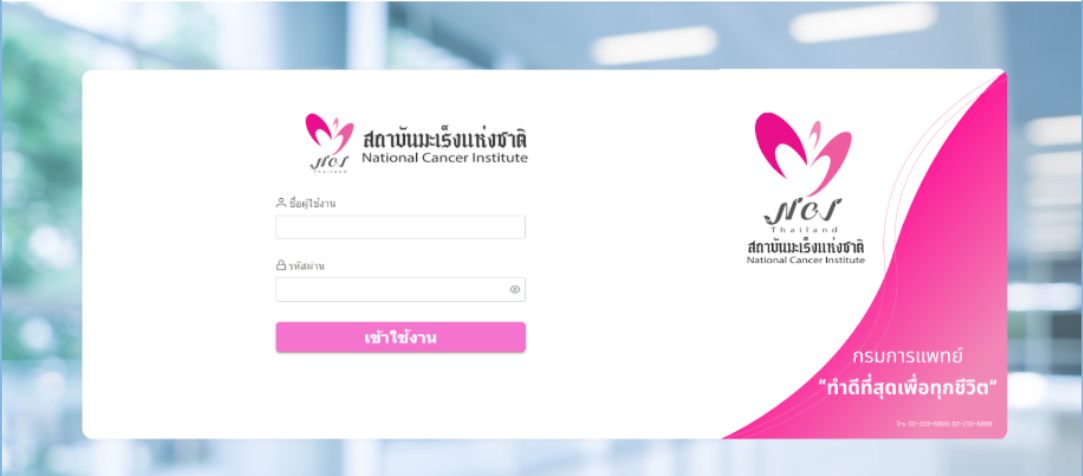 NCI
Thailand
สถาบันมะเร็งแห่งชาติ
National Cancer Institute
ชื่อผู้ใช้งาน
รหัสผ่าน
เข้าใช้งาน
NCI
Thailand
สถาบันมะเร็งแห่งชาติ
National Cancer Institute
กรมการแพทย์
“ทำดีที่สุดเพื่อทุกชีวิต”
โทร.